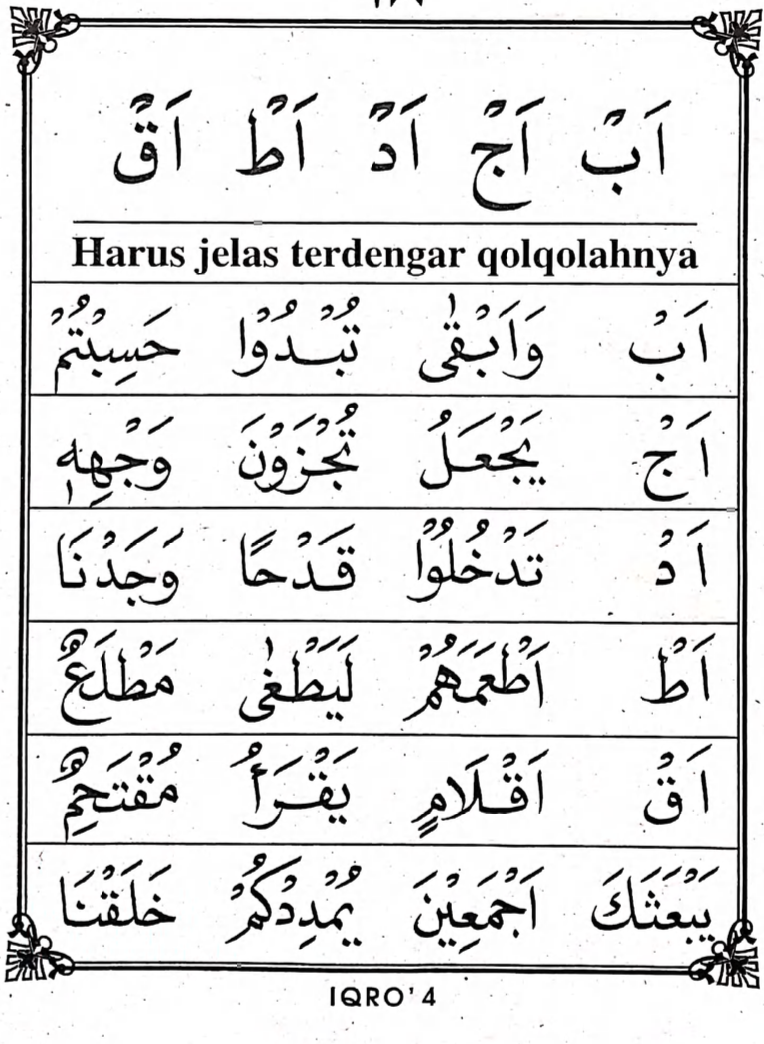 اَبْ اَجْ اَدْ اَطْ اَقْ
Harus jelas terdengar qolqolahnya
اَبْ وَاَبْقٰى تُبْدُوْا حَسِبْتُمْ
اَجْ يَجْعَلُ تُجْزَوْنَ وَجْهِهٖ
اَدْ تَدْخُلُوْا قَدْحًا وَجَدْنَا
اَطْ اَطْعَمَهُمْ لَيَطْغٰى مَطْلَعٌ
اَقْ اَقْلَامٍ يَقْرَأُ مُقْتَحِمٌ
يَبْعَثَكَ اَجْمَعِيْنَ يُمْدِدْكُمْ خَلَقْنَا
IQRO' 4